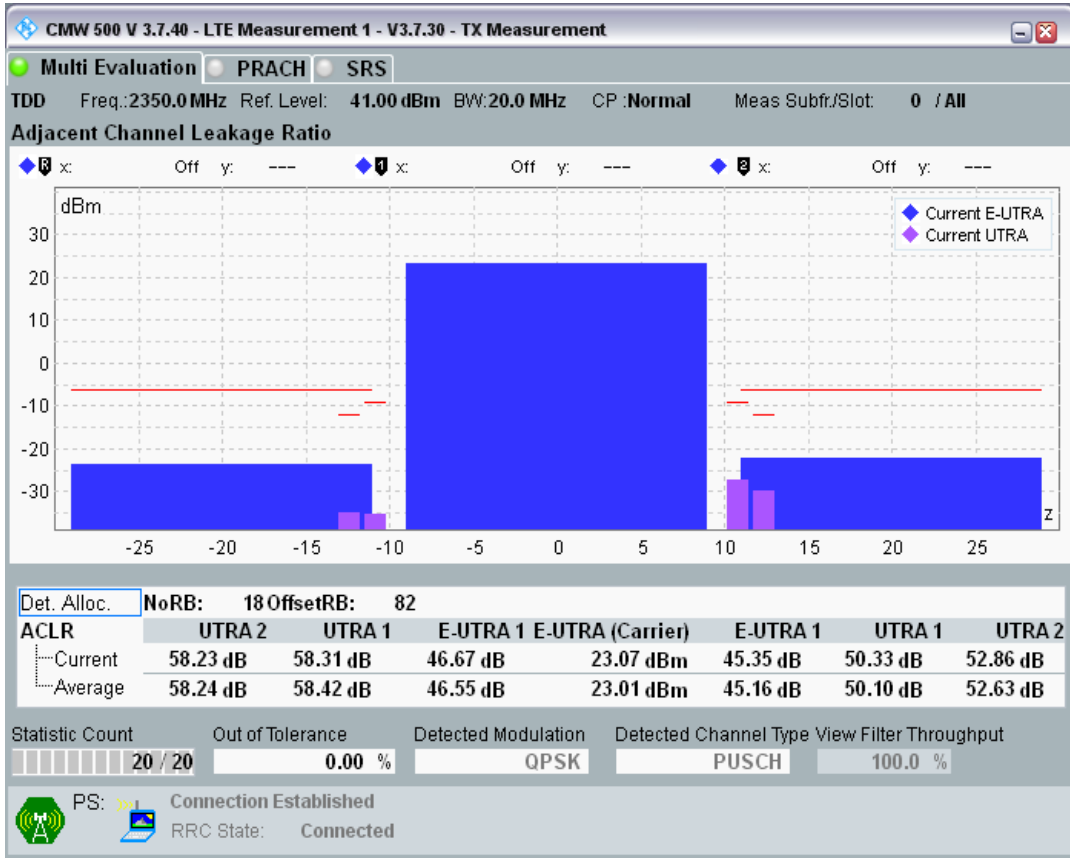 CMW 500 V 3.7.40 - LTE Measurement 1 - V3.7.30 - TX Measurement
Multi Evaluation PRACH SRS
TDD Freq.:2350.0 MHz Ref. Level: 41.00 dBm BW:20.0 MHz CP :Normal Meas Subfr./Slot: 0 / All
Adjacent Channel Leakage Ratio
R x: Off y: --- 1 x: Off y: --- 2 x: Off y: ---
dBm
Current E-UTRA
Current UTRA
30
20
10
0
-10
-20
-30
z
-25 -20 -15 -10 -5 0 5 10 15 20 25
Det. Alloc. NoRB: 18 OffsetRB: 82
ACLR UTRA 2 UTRA 1 E-UTRA 1 E-UTRA (Carrier) E-UTRA 1 UTRA 1 UTRA 2
Current 58.23 dB 58.31 dB 46.67 dB 23.07 dBm 45.35 dB 50.33 dB 52.86 dB
Average 58.24 dB 58.42 dB 46.55 dB 23.01 dBm 45.16 dB 50.10 dB 52.63 dB
Statistic Count Out of Tolerance Detected Modulation Detected Channel Type View Filter Throughput
20 / 20 0.00 % QPSK PUSCH 100.0 %
PS: Connection Established
RRC State: Connected